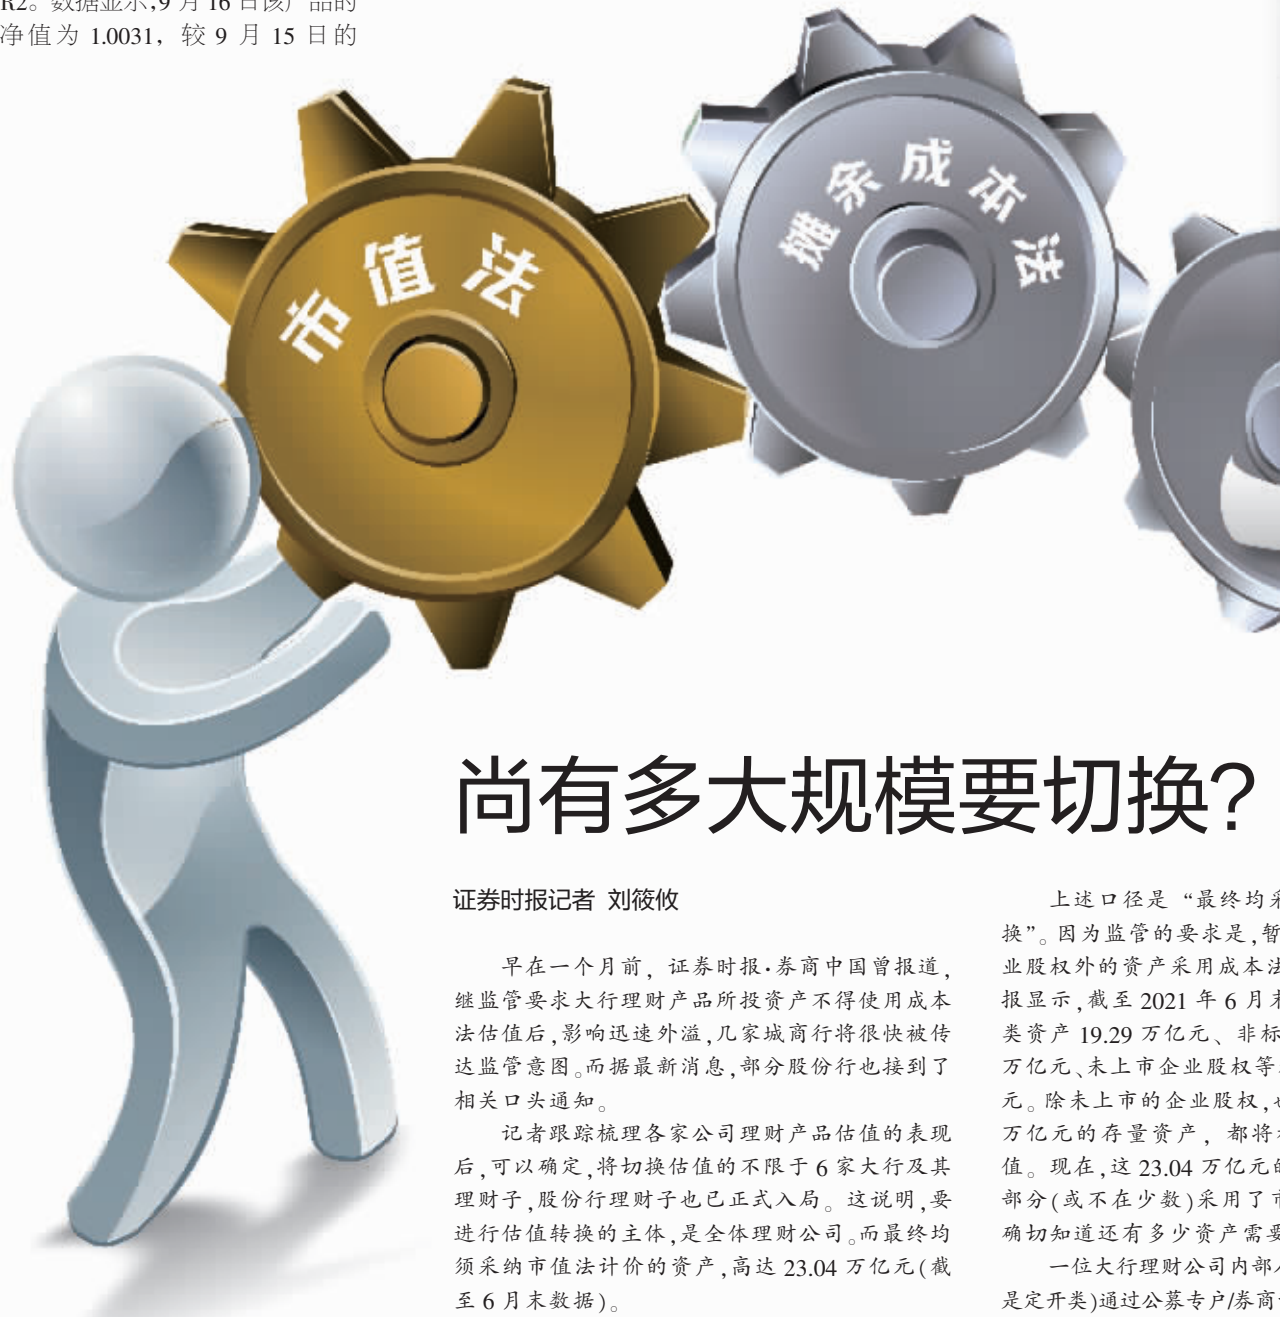 R2。数据显示,9 月 16 日该产品的
净值为 1.0031, 较 9 月 15 日的
市值法
摊余成本法
尚有多大规模要切换?
证券时报记者 刘筱攸
早在一个月前, 证券时报·券商中国曾报道,
继监管要求大行理财产品所投资产不得使用成本
法估值后,影响迅速外溢,几家城商行将很快被传
达监管意图。而据最新消息,部分股份行也接到了
相关口头通知。
记者跟踪梳理各家公司理财产品估值的表现
后,可以确定,将切换估值的不限于 6 家大行及其
理财子,股份行理财子也已正式入局。这说明,要
进行估值转换的主体,是全体理财公司。而最终均
须采纳市值法计价的资产,高达 23.04 万亿元(截
至 6 月末数据)。
上述口径是 “最终均采
换”。因为监管的要求是,暂
业股权外的资产采用成本法
报显示,截至 2021 年 6 月末
类资产 19.29 万亿元、非标
万亿元、未上市企业股权等
元。除未上市的企业股权,
万亿元的存量资产, 都将
值。现在,这 23.04 万亿元的
部分(或不在少数)采用了市
确切知道还有多少资产需要
一位大行理财公司内部人
是定开类)通过公募专户/券商